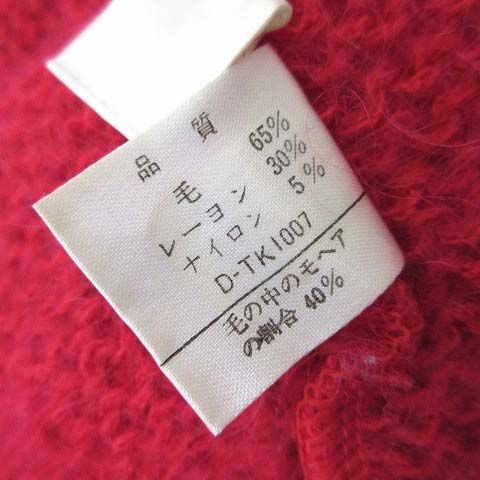 品質
毛 65%
レーヨン 30%
ナイロン 5%
D-TK1007
毛の中のモヘア
の割合 40%